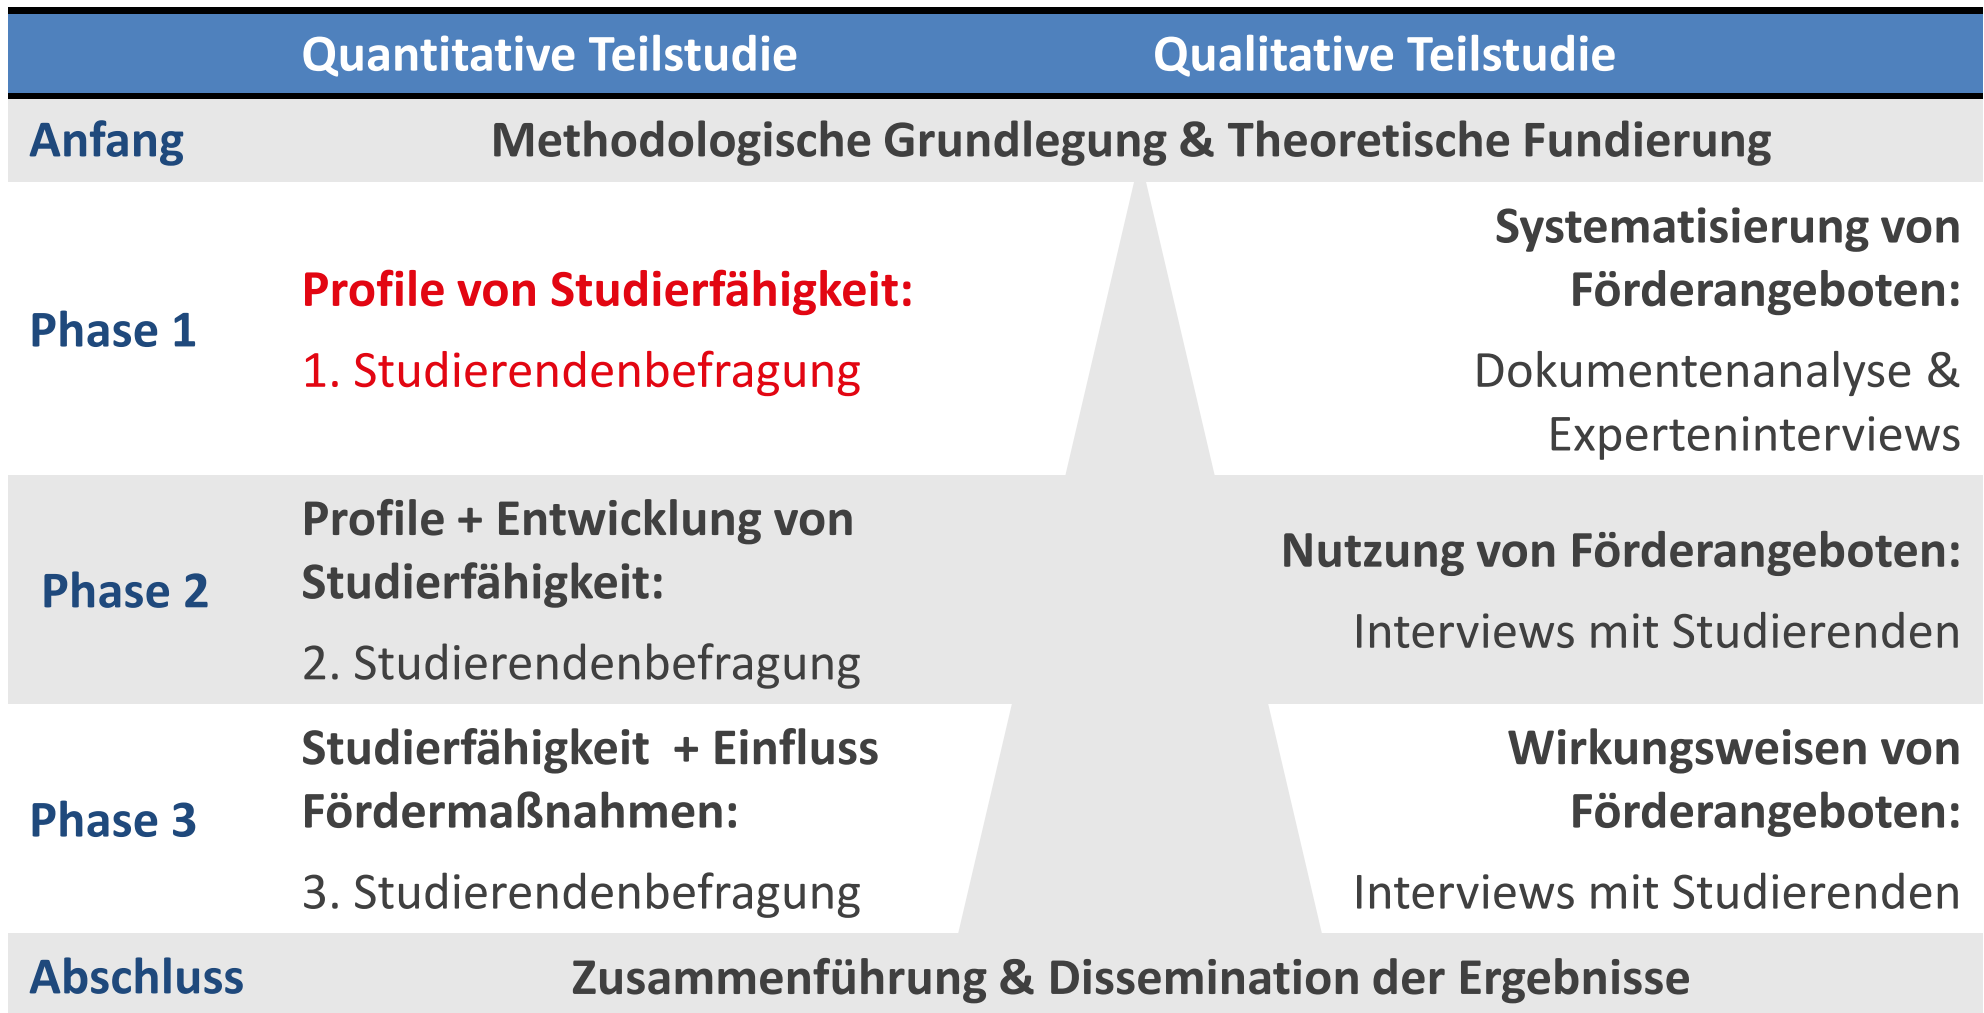 Quantitative Teilstudie
Qualitative Teilstudie
Anfang
Methodologische Grundlegung & Theoretische Fundierung
Phase 1
Profile von Studierfähigkeit:
1. Studierendenbefragung
Systematisierung von
Förderangeboten:
Dokumentenanalyse &
Experteninterviews
Phase 2
Profile + Entwicklung von
Studierfähigkeit:
2. Studierendenbefragung
Nutzung von Förderangeboten:
Interviews mit Studierenden
Phase 3
Studierfähigkeit + Einfluss
Fördermaßnahmen:
3. Studierendenbefragung
Wirkungsweisen von
Förderangeboten:
Interviews mit Studierenden
Abschluss
Zusammenführung & Dissemination der Ergebnisse